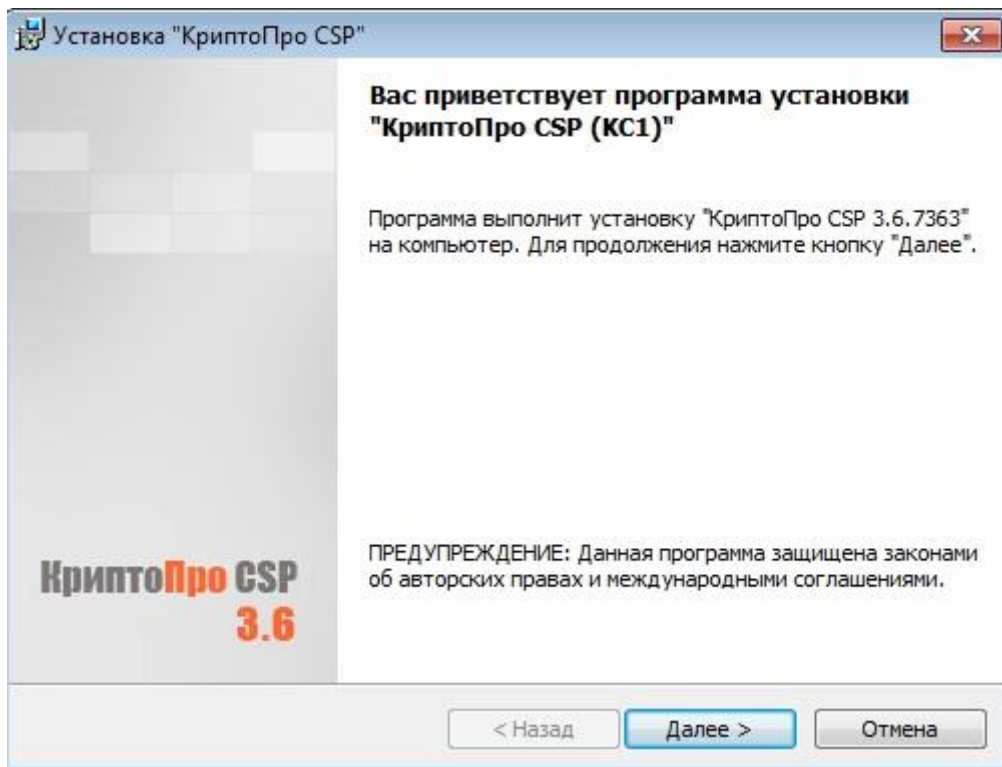 Установка "КриптоПро CSP"
Вас приветствует программа установки
"КриптоПро CSP (KC1)"
Программа выполнит установку "КриптоПро CSP 3.6.7363"
на компьютер. Для продолжения нажмите кнопку "Далее".
ПРЕДУПРЕЖДЕНИЕ: Данная программа защищена законами
об авторских правах и международными соглашениями.
КриптоПро CSP
3.6
< Назад
Далее >
Отмена